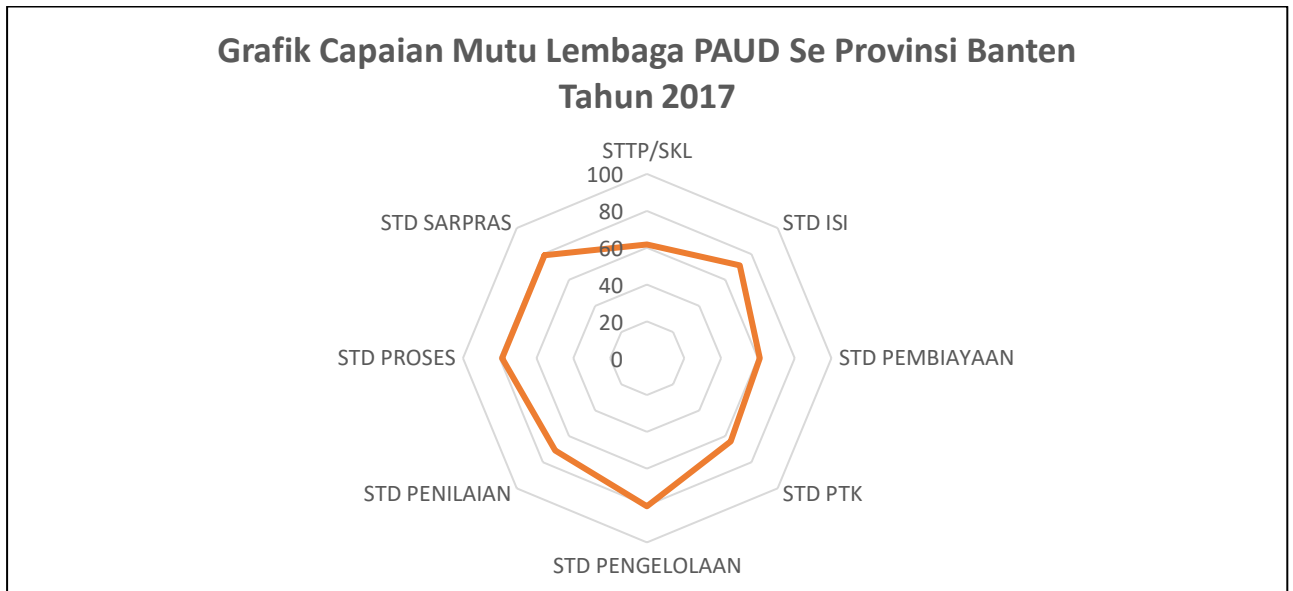 Grafik Capaian Mutu Lembaga PAUD Se Provinsi Banten
Tahun 2017
STTP/SKL
100
STD SARPRAS
80
STD ISI
60
40
20
STD PROSES
0
STD PEMBIAYAAN
STD PENILAIAN
STD PTK
STD PENGELOLAAN